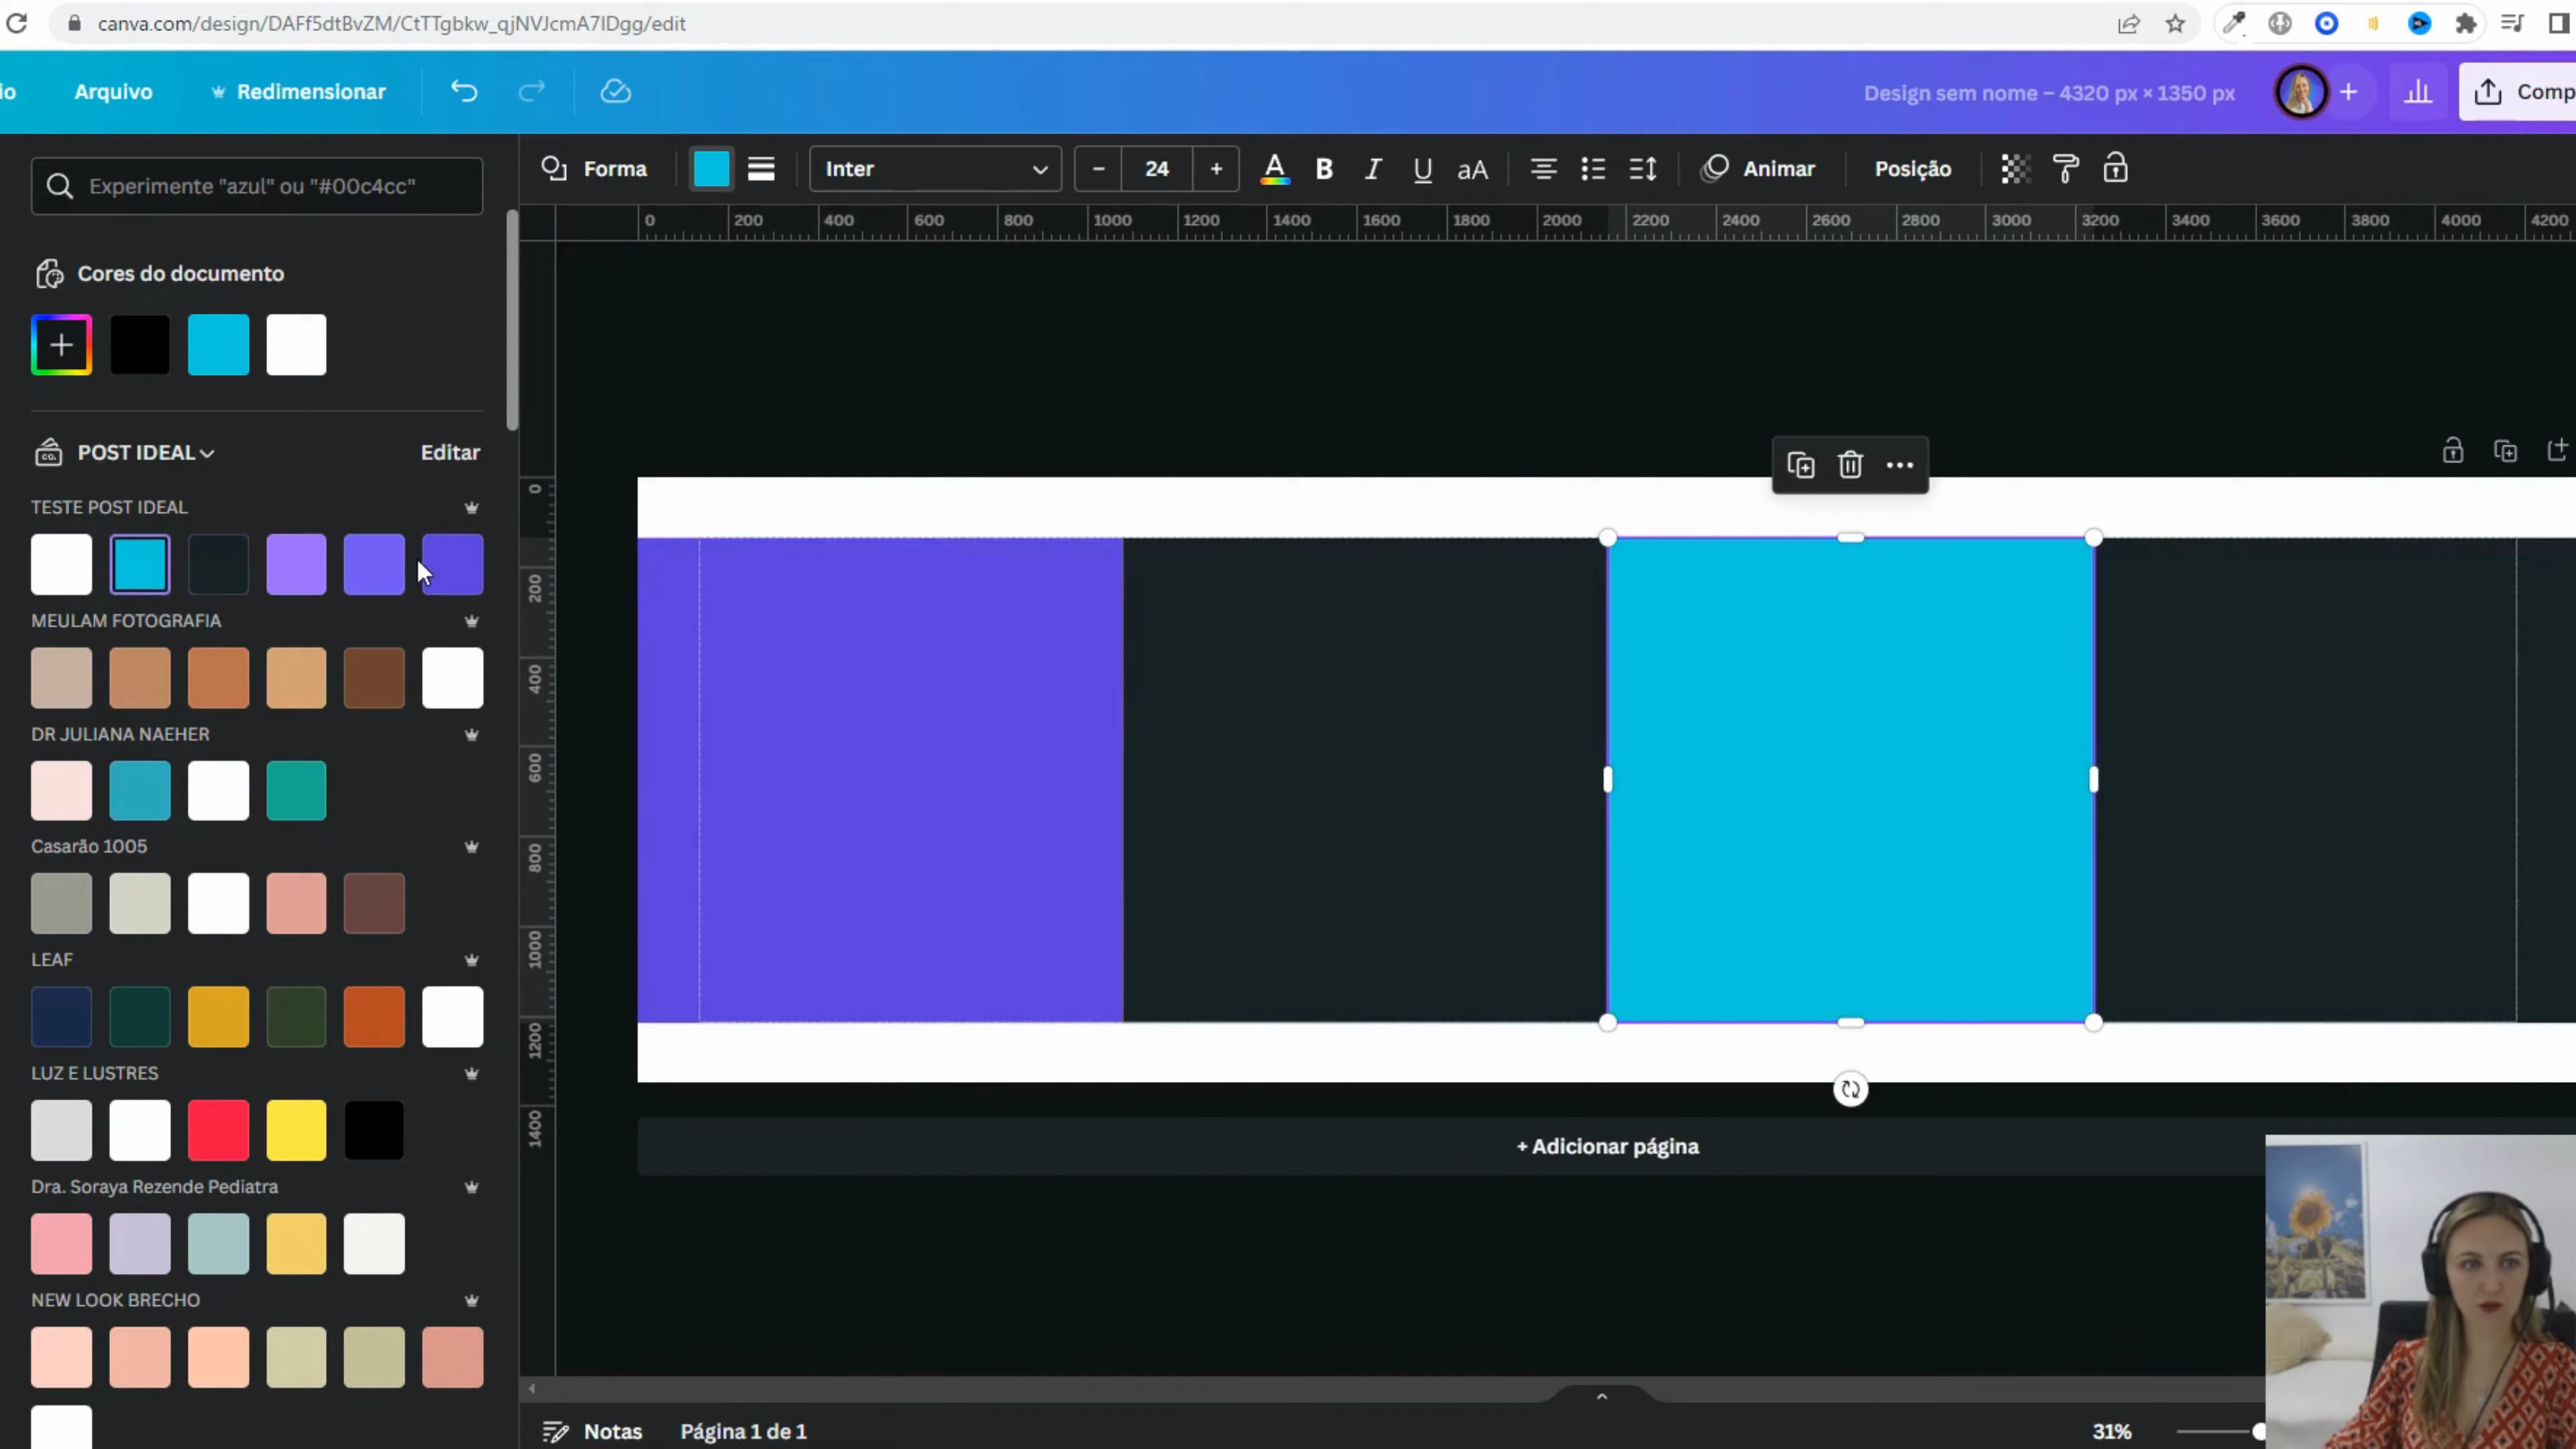 canva.com/design/DAFf5dtBvZM/CtTTgbkw_qjNVJcmA7lDgg/edit
io Arquivo Redimensionar Design sem nome – 4320 px × 1350 px + Comp
Experimente "azul" ou "#00c4cc"
Forma Inter – 24 + A B I U aA Animar Posição
0 200 400 600 800 1000 1200 1400 1600 1800 2000 2200 2400 2600 2800 3000 3200 3400 3600 3800 4000 4200
Cores do documento
POST IDEAL Editar
TESTE POST IDEAL
MEULAM FOTOGRAFIA
DR JULIANA NAEHER
Casarão 1005
LEAF
LUZ E LUSTRES
Dra. Soraya Rezende Pediatra
NEW LOOK BRECHO
0
200
400
600
800
1000
1200
1400
+ Adicionar página
Notas Página 1 de 1 31%